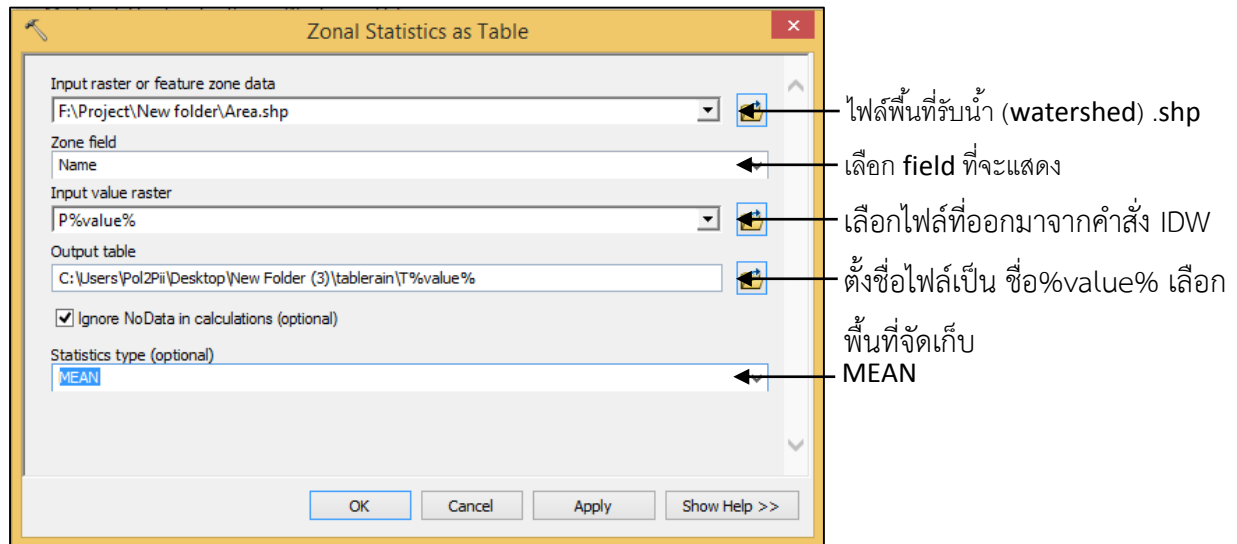 Zonal Statistics as Table
Input raster or feature zone data
F:\Project\New folder\Area.shp
ไฟล์พื้นที่รับน้ำ (watershed) .shp
Zone field
Name
เลือก field ที่จะแสดง
Input value raster
P%value%
เลือกไฟล์ที่ออกมาจากคำสั่ง IDW
Output table
C:\Users\Pol2Pii\Desktop\New Folder (3)\tablerain\T%value%
ตั้งชื่อไฟล์เป็น ชื่อ%value% เลือก
พื้นที่จัดเก็บ
Ignore NoData in calculations (optional)
Statistics type (optional)
MEAN
MEAN
OK
Cancel
Apply
Show Help >>